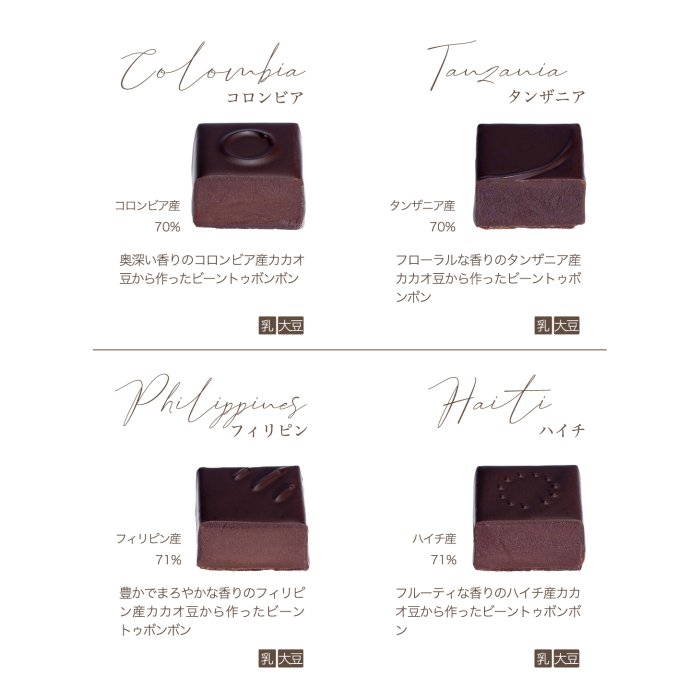 Colombia
コロンビア
コロンビア産
70%
奥深い香りのコロンビア産カカオ
豆から作ったビーントゥボンボン
乳 大豆
Tanzania
タンザニア
タンザニア産
70%
フローラルな香りのタンザニア産
カカオ豆から作ったビーントゥボ
ンボン
乳 大豆
Philippines
フィリピン
フィリピン産
71%
豊かでまろやかな香りのフィリピ
ン産カカオ豆から作ったビーン
トゥボンボン
乳 大豆
Haiti
ハイチ
ハイチ産
71%
フルーティな香りのハイチ産カカ
オ豆から作ったビーントゥボンボ
ン
乳 大豆